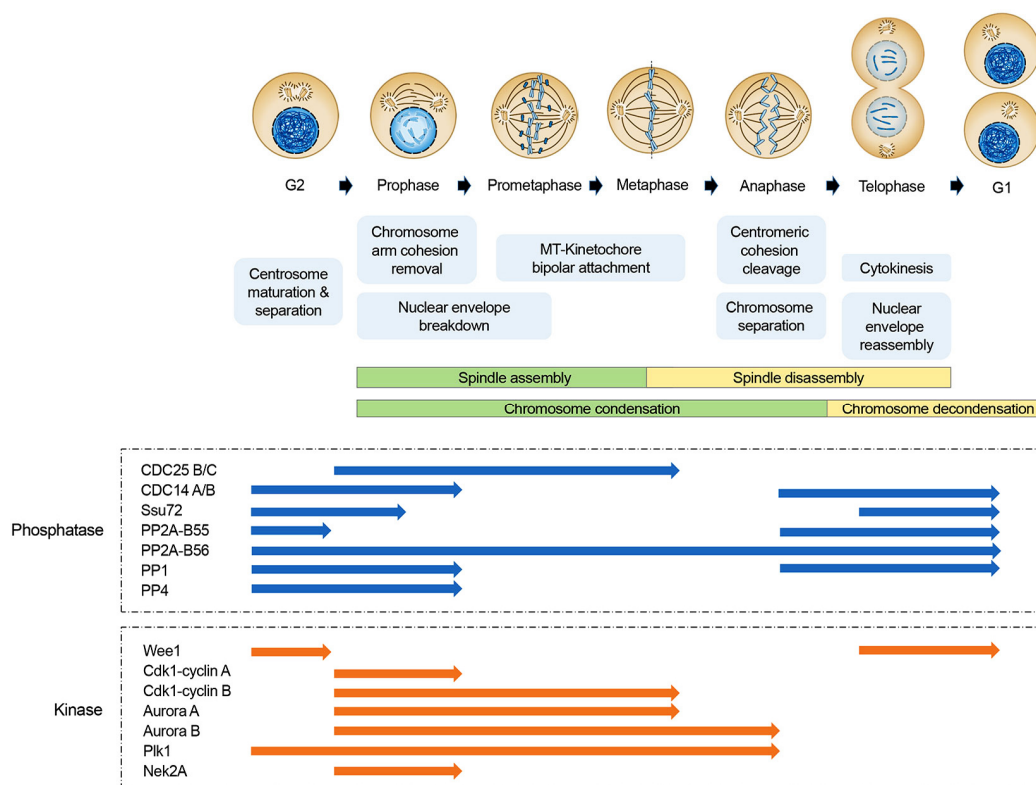 G2
Prophase
Prometaphase
Metaphase
Anaphase
Telophase
G1
Centrosome
maturation &
separation
Chromosome
arm cohesion
removal
MT-Kinetochore
bipolar attachment
Centromeric
cohesion
cleavage
Cytokinesis
Nuclear envelope
breakdown
Chromosome
separation
Nuclear
envelope
reassembly
Spindle assembly
Spindle disassembly
Chromosome condensation
Chromosome decondensation
Phosphatase
CDC25 B/C
CDC14 A/B
Ssu72
PP2A-B55
PP2A-B56
PP1
PP4
Kinase
Wee1
Cdk1-cyclin A
Cdk1-cyclin B
Aurora A
Aurora B
Plk1
Nek2A